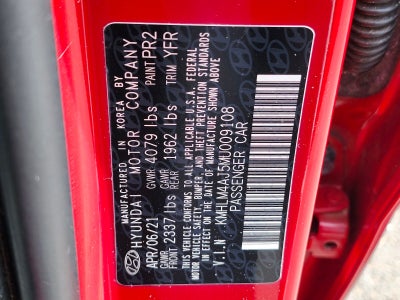 MANUFACTURED IN KOREA BY
HYUNDAI MOTOR COMPANY
APR/06/21 GVWR 4079 lbs PAINT PR2
GAWR FRONT 2337 lbs GAWR REAR 1962 lbs TRIM YFR
THIS VEHICLE CONFORMS TO ALL APPLICABLE U.S.A. FEDERAL
MOTOR VEHICLE SAFETY, BUMPER, AND THEFT PREVENTION STANDARDS
IN EFFECT ON THE DATE OF MANUFACTURE SHOWN ABOVE
V.I.N KMHLM4AJ5MU009108
PASSENGER CAR